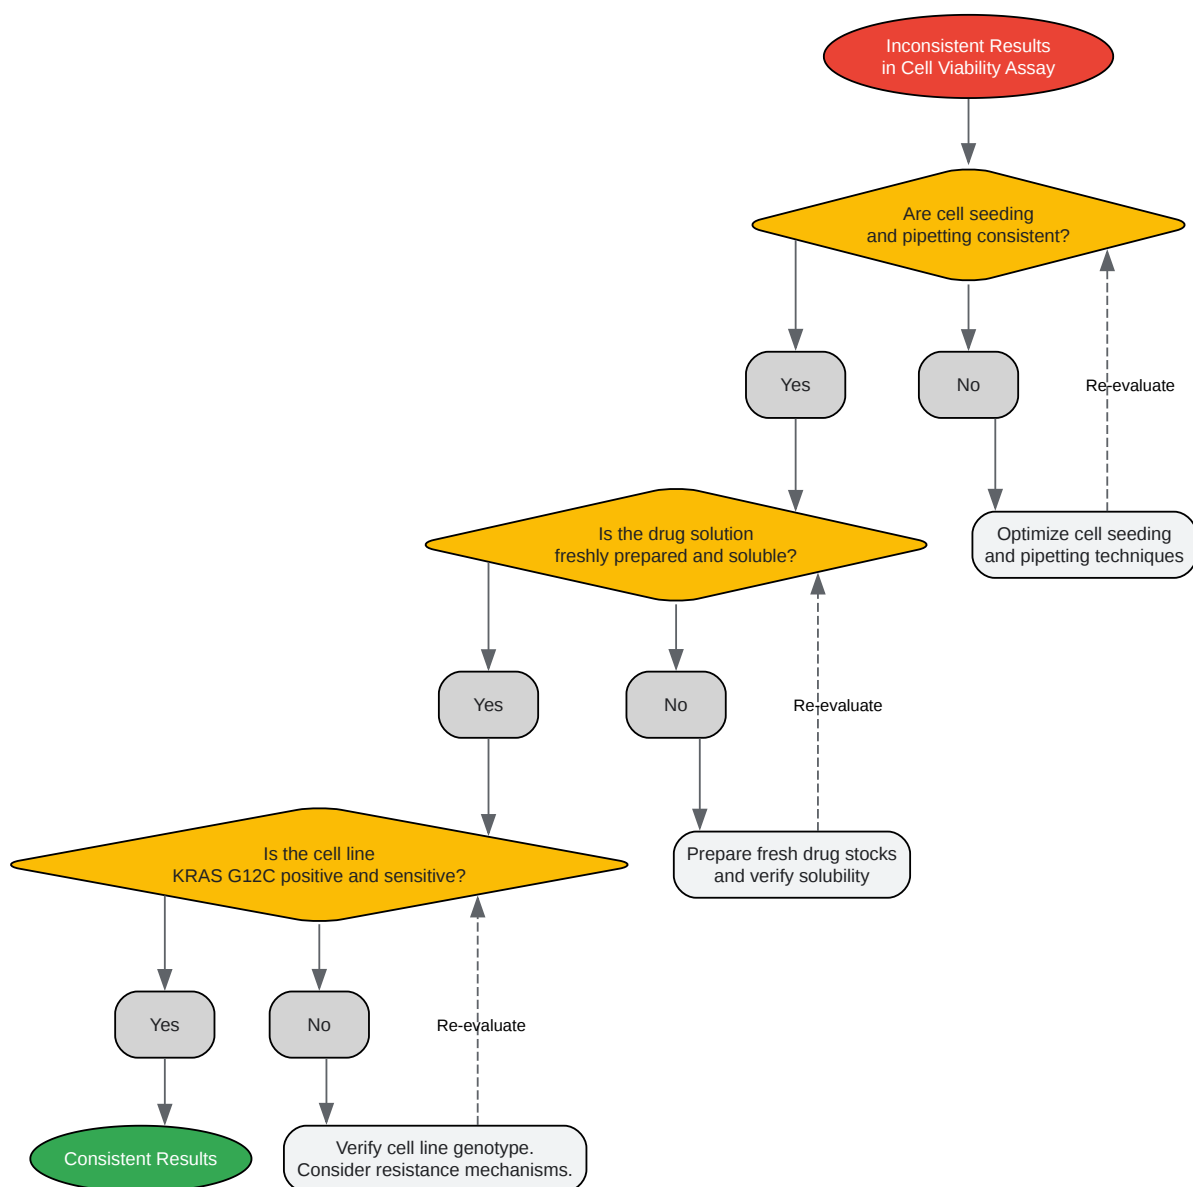 Inconsistent Results
in Cell Viability Assay
Are cell seeding
and pipetting consistent?
Yes
No
Re-evaluate
Optimize cell seeding
and pipetting techniques
Is the drug solution
freshly prepared and soluble?
Yes
No
Re-evaluate
Prepare fresh drug stocks
and verify solubility
Is the cell line
KRAS G12C positive and sensitive?
Yes
No
Re-evaluate
Consistent Results
Verify cell line genotype.
Consider resistance mechanisms.